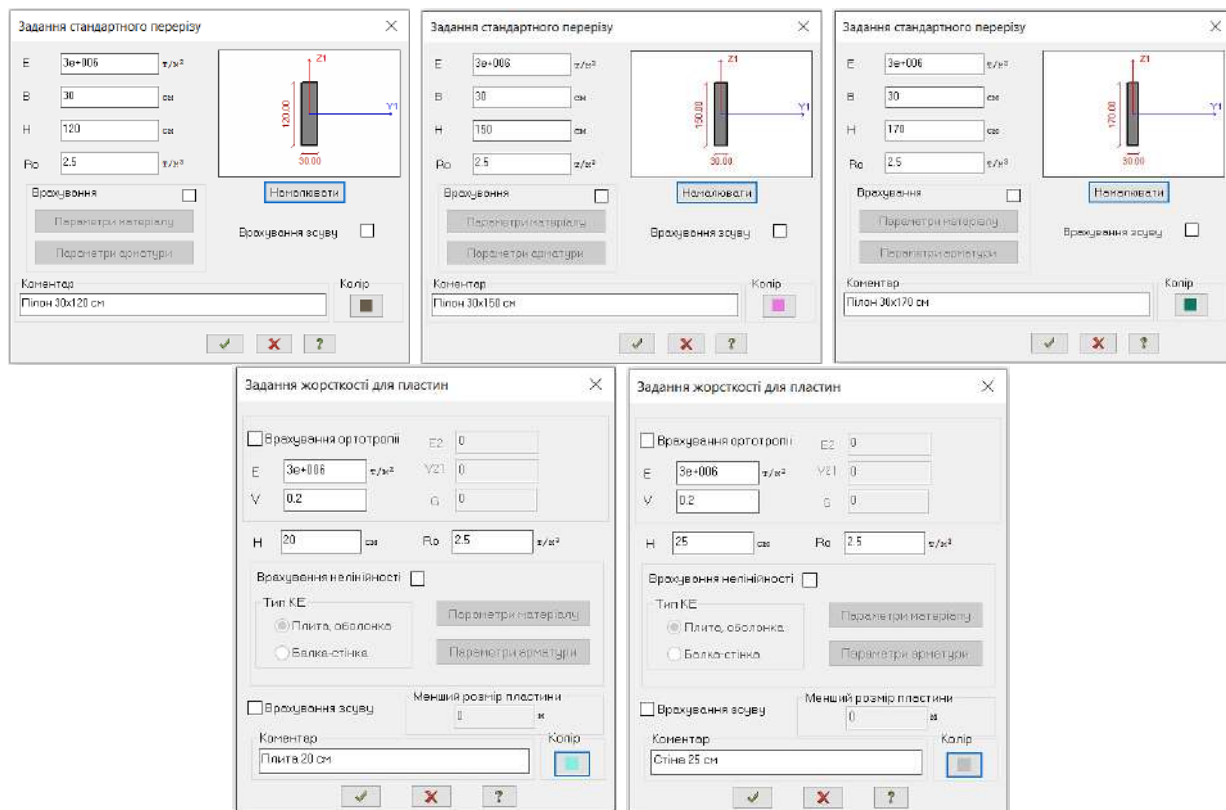 Задання стандартного перерізу
E 3e+006 т/м²
B 30 см
H 120 см
Ro 2.5 т/м³
Z1
Y1
120.00
30.00
Врахування
Намалювати
Параметри матеріалу
Врахування зсуву
Параметри арматури
Коментар
Колір
Пілон 30х120 см
?
Задання стандартного перерізу
E 3e+006 т/м²
B 30 см
H 150 см
Ro 2.5 т/м³
Z1
Y1
150.00
30.00
Врахування
Намалювати
Параметри матеріалу
Врахування зсуву
Параметри арматури
Коментар
Колір
Пілон 30х150 см
?
Задання стандартного перерізу
E 3e+006 т/м²
B 30 см
H 170 см
Ro 2.5 т/м³
Z1
Y1
170.00
30.00
Врахування
Намалювати
Параметри матеріалу
Врахування зсуву
Параметри арматури
Коментар
Колір
Пілон 30х170 см
?
Задання жорсткості для пластин
Врахування ортотропії E2 0
E 3e+006 т/м² V21 0
V 0.2 G 0
H 20 см Ro 2.5 т/м³
Врахування нелінійності
Тип КЕ
Параметри матеріалу
Плита, оболонка
Балка-стінка
Параметри арматури
Менший розмір пластини
Врахування зсуву 0 м
Коментар
Колір
Плита 20 см
?
Задання жорсткості для пластин
Врахування ортотропії E2 0
E 3e+006 т/м² V21 0
V 0.2 G 0
H 25 см Ro 2.5 т/м³
Врахування нелінійності
Тип КЕ
Параметри матеріалу
Плита, оболонка
Балка-стінка
Параметри арматури
Менший розмір пластини
Врахування зсуву 0 м
Коментар
Колір
Стіна 25 см
?